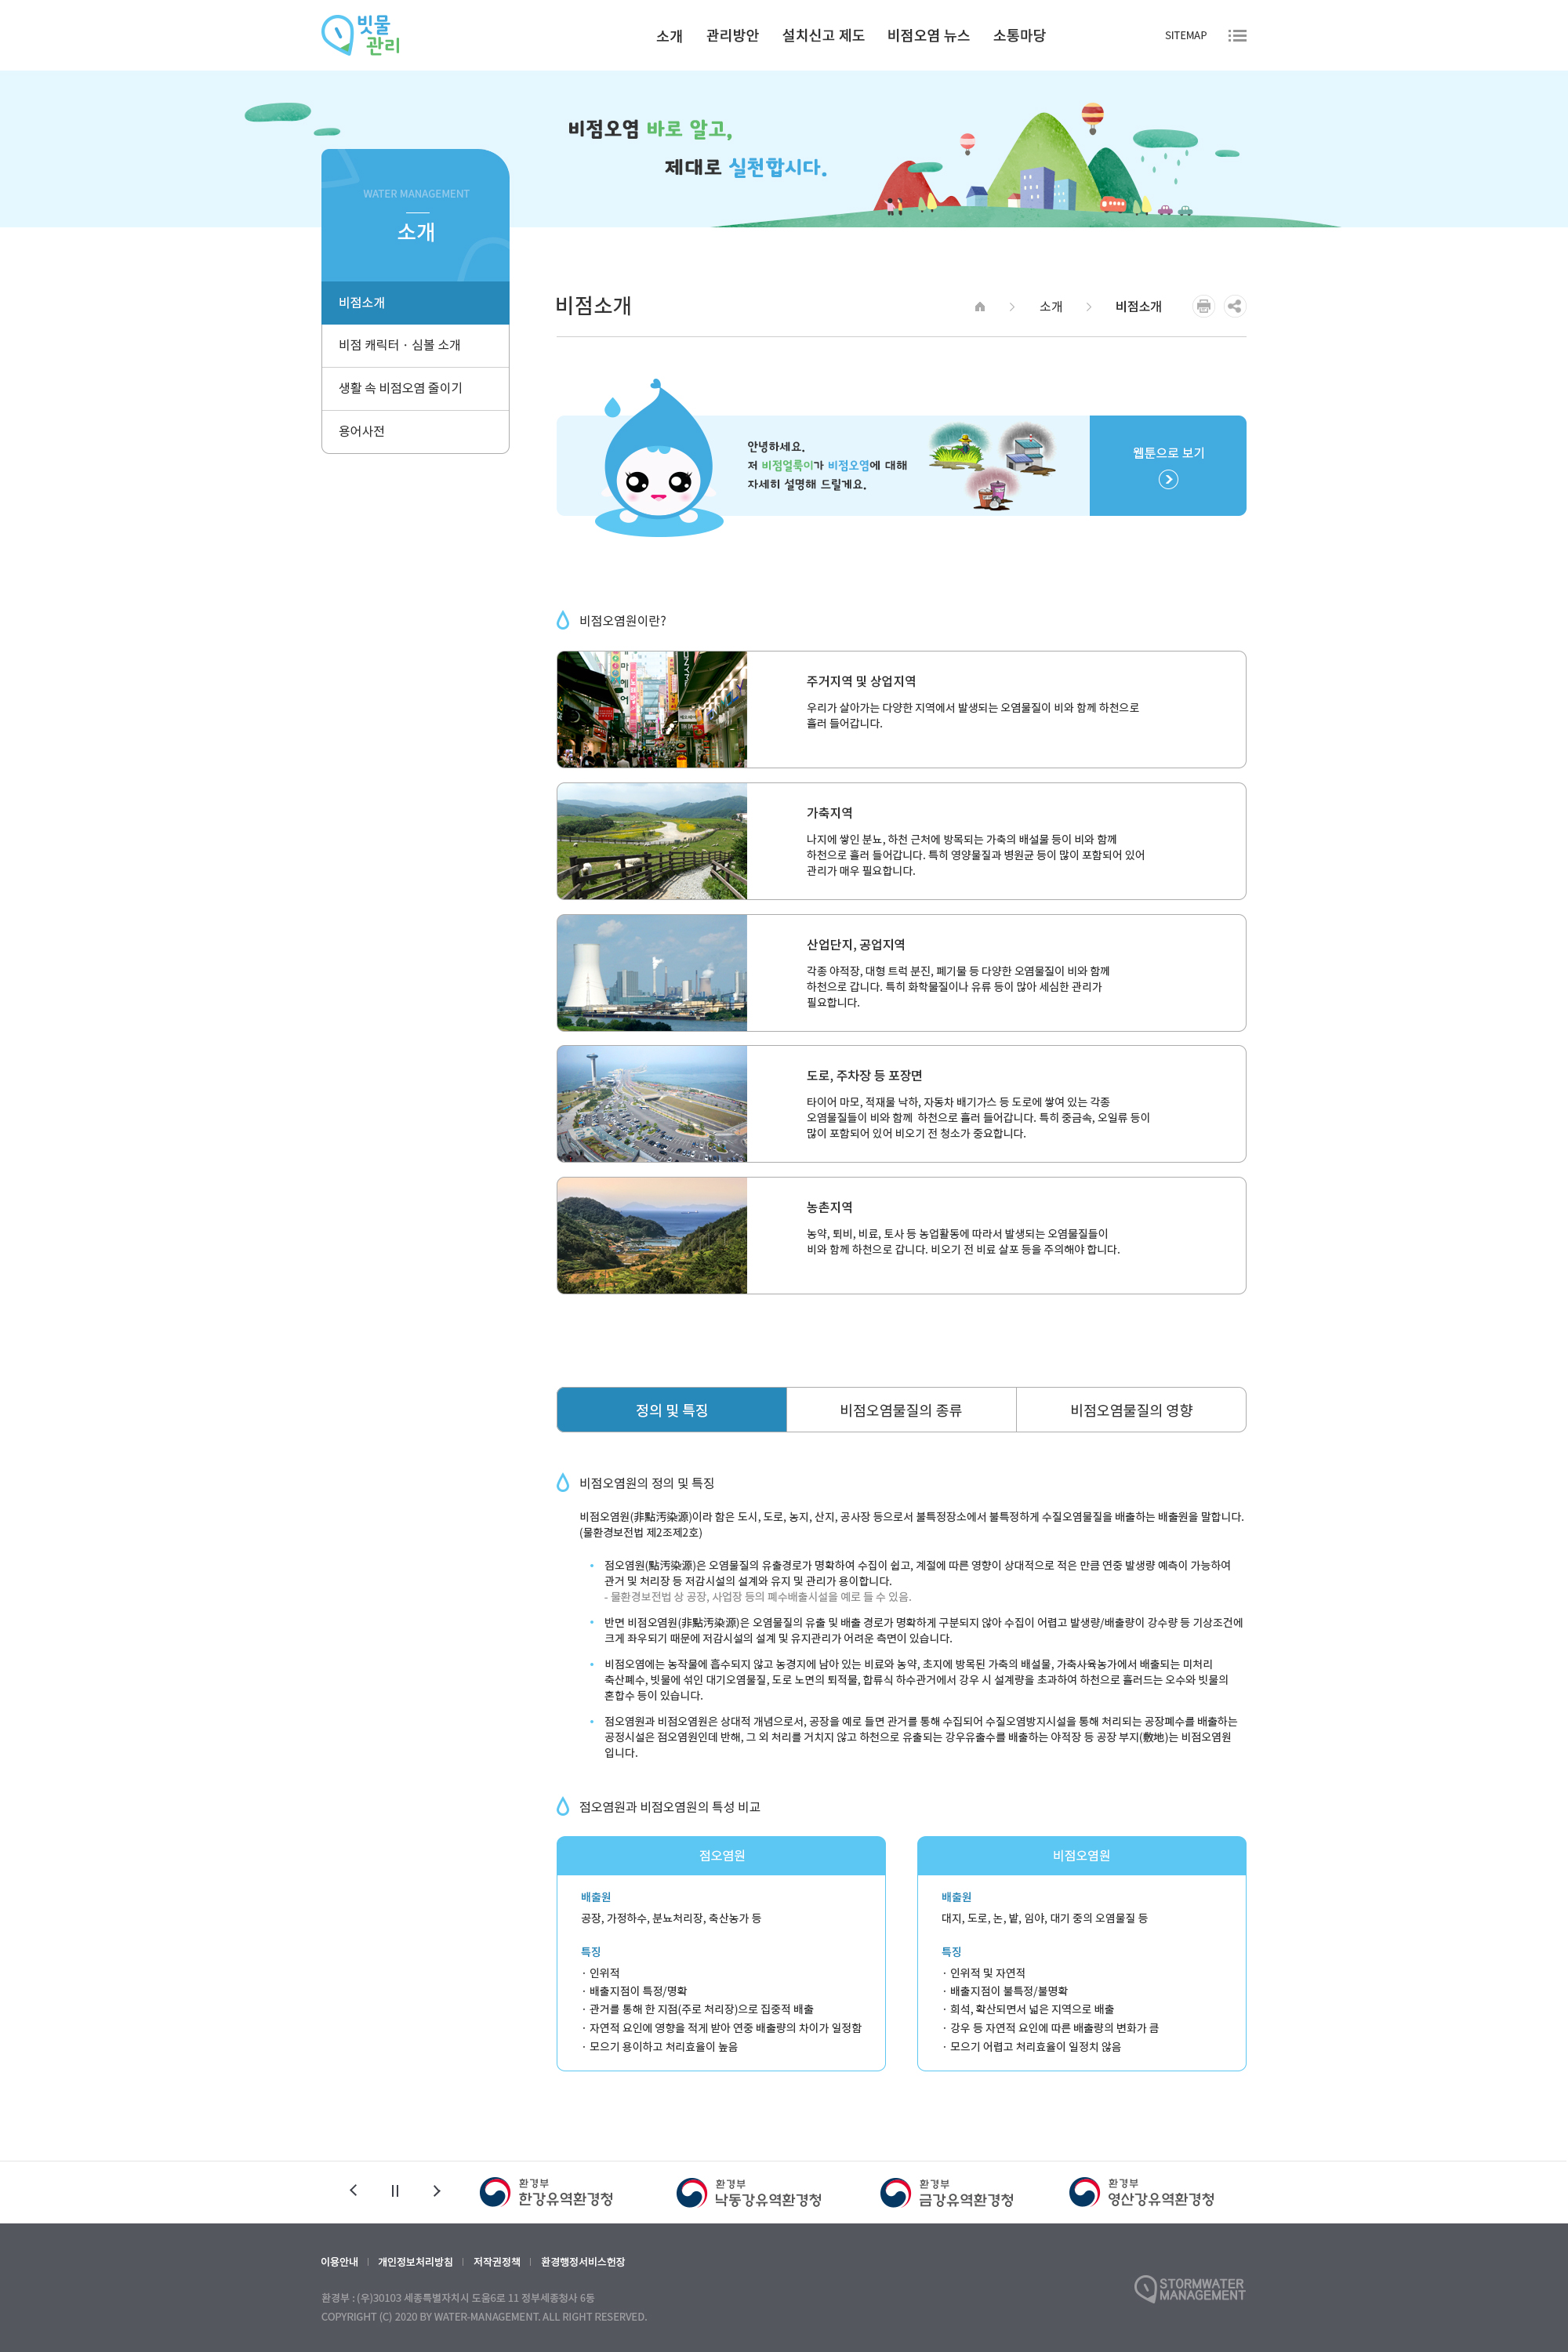 빗물
관리
소개
관리방안
설치신고 제도
비점오염 뉴스
소통마당
SITEMAP
비점오염 바로 알고,
제대로 실천합시다.
WATER MANAGEMENT
소개
비점소개
비점 캐릭터 · 심볼 소개
생활 속 비점오염 줄이기
용어사전
비점소개
소개
비점소개
안녕하세요.
저 비점얼룩이가 비점오염에 대해
자세히 설명해 드릴게요.
웹툰으로 보기
비점오염원이란?
주거지역 및 상업지역
우리가 살아가는 다양한 지역에서 발생되는 오염물질이 비와 함께 하천으로
흘러 들어갑니다.
가축지역
나지에 쌓인 분뇨, 하천 근처에 방목되는 가축의 배설물 등이 비와 함께
하천으로 흘러 들어갑니다. 특히 영양물질과 병원균 등이 많이 포함되어 있어
관리가 매우 필요합니다.
산업단지, 공업지역
각종 야적장, 대형 트럭 분진, 폐기물 등 다양한 오염물질이 비와 함께
하천으로 갑니다. 특히 화학물질이나 유류 등이 많아 세심한 관리가
필요합니다.
도로, 주차장 등 포장면
타이어 마모, 적재물 낙하, 자동차 배기가스 등 도로에 쌓여 있는 각종
오염물질들이 비와 함께 하천으로 흘러 들어갑니다. 특히 중금속, 오일류 등이
많이 포함되어 있어 비오기 전 청소가 중요합니다.
농촌지역
농약, 퇴비, 비료, 토사 등 농업활동에 따라서 발생되는 오염물질들이
비와 함께 하천으로 갑니다. 비오기 전 비료 살포 등을 주의해야 합니다.
정의 및 특징
비점오염물질의 종류
비점오염물질의 영향
비점오염원의 정의 및 특징
비점오염원(非點汚染源)이라 함은 도시, 도로, 농지, 산지, 공사장 등으로서 불특정장소에서 불특정하게 수질오염물질을 배출하는 배출원을 말합니다.
(물환경보전법 제2조제2호)
점오염원(點汚染源)은 오염물질의 유출경로가 명확하여 수집이 쉽고, 계절에 따른 영향이 상대적으로 적은 만큼 연중 발생량 예측이 가능하여
관거 및 처리장 등 저감시설의 설계와 유지 및 관리가 용이합니다.
- 물환경보전법 상 공장, 사업장 등의 폐수배출시설을 예로 들 수 있음.
반면 비점오염원(非點汚染源)은 오염물질의 유출 및 배출 경로가 명확하게 구분되지 않아 수집이 어렵고 발생량/배출량이 강수량 등 기상조건에
크게 좌우되기 때문에 저감시설의 설계 및 유지관리가 어려운 측면이 있습니다.
비점오염에는 농작물에 흡수되지 않고 농경지에 남아 있는 비료와 농약, 초지에 방목된 가축의 배설물, 가축사육농가에서 배출되는 미처리
축산폐수, 빗물에 섞인 대기오염물질, 도로 노면의 퇴적물, 합류식 하수관거에서 강우 시 설계량을 초과하여 하천으로 흘러드는 오수와 빗물의
혼합수 등이 있습니다.
점오염원과 비점오염원은 상대적 개념으로서, 공장을 예로 들면 관거를 통해 수집되어 수질오염방지시설을 통해 처리되는 공장폐수를 배출하는
공정시설은 점오염원인데 반해, 그 외 처리를 거치지 않고 하천으로 유출되는 강우유출수를 배출하는 야적장 등 공장 부지(敷地)는 비점오염원
입니다.
점오염원과 비점오염원의 특성 비교
점오염원
배출원
공장, 가정하수, 분뇨처리장, 축산농가 등
특징
· 인위적
· 배출지점이 특정/명확
· 관거를 통해 한 지점(주로 처리장)으로 집중적 배출
· 자연적 요인에 영향을 적게 받아 연중 배출량의 차이가 일정함
· 모으기 용이하고 처리효율이 높음
비점오염원
배출원
대지, 도로, 논, 밭, 임야, 대기 중의 오염물질 등
특징
· 인위적 및 자연적
· 배출지점이 불특정/불명확
· 희석, 확산되면서 넓은 지역으로 배출
· 강우 등 자연적 요인에 따른 배출량의 변화가 큼
· 모으기 어렵고 처리효율이 일정치 않음
환경부
한강유역환경청
환경부
낙동강유역환경청
환경부
금강유역환경청
환경부
영산강유역환경청
이용안내
개인정보처리방침
저작권정책
환경행정서비스헌장
환경부 : (우)30103 세종특별자치시 도움6로 11 정부세종청사 6동
COPYRIGHT (C) 2020 BY WATER-MANAGEMENT. ALL RIGHT RESERVED.
STORMWATER
MANAGEMENT